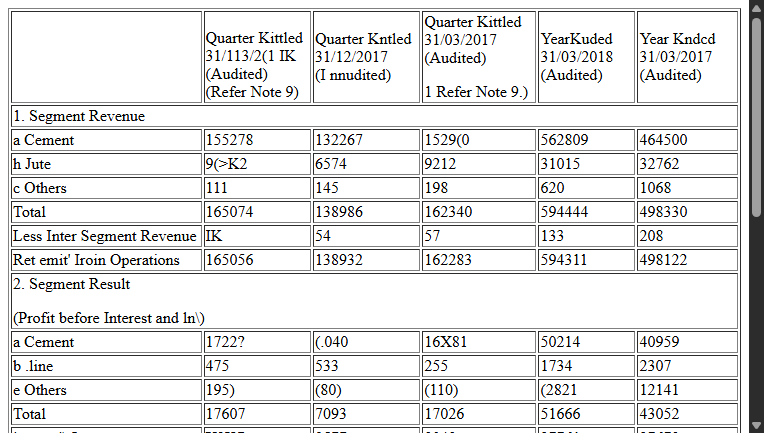 Quarter Kittled 31/113/2(1 IK (Audited) (Refer Note 9) Quarter Kntled 31/12/2017 (I nnudited) Quarter Kittled 31/03/2017 (Audited) 1 Refer Note 9.) YearKuded 31/03/2018 (Audited) Year Kndcd 31/03/2017 (Audited)
1. Segment Revenue
a Cement 155278 132267 1529(0 562809 464500
h Jute 9(>K2 6574 9212 31015 32762
c Others 111 145 198 620 1068
Total 165074 138986 162340 594444 498330
Less Inter Segment Revenue IK 54 57 133 208
Ret emit' Iroin Operations 165056 138932 162283 594311 498122
2. Segment Result
(Profit before Interest and ln\)
a Cement 1722? (.040 16X81 50214 40959
b .line 475 533 255 1734 2307
e Others 195) (80) (110) (2821 12141
Total 17607 7093 17026 51666 43052